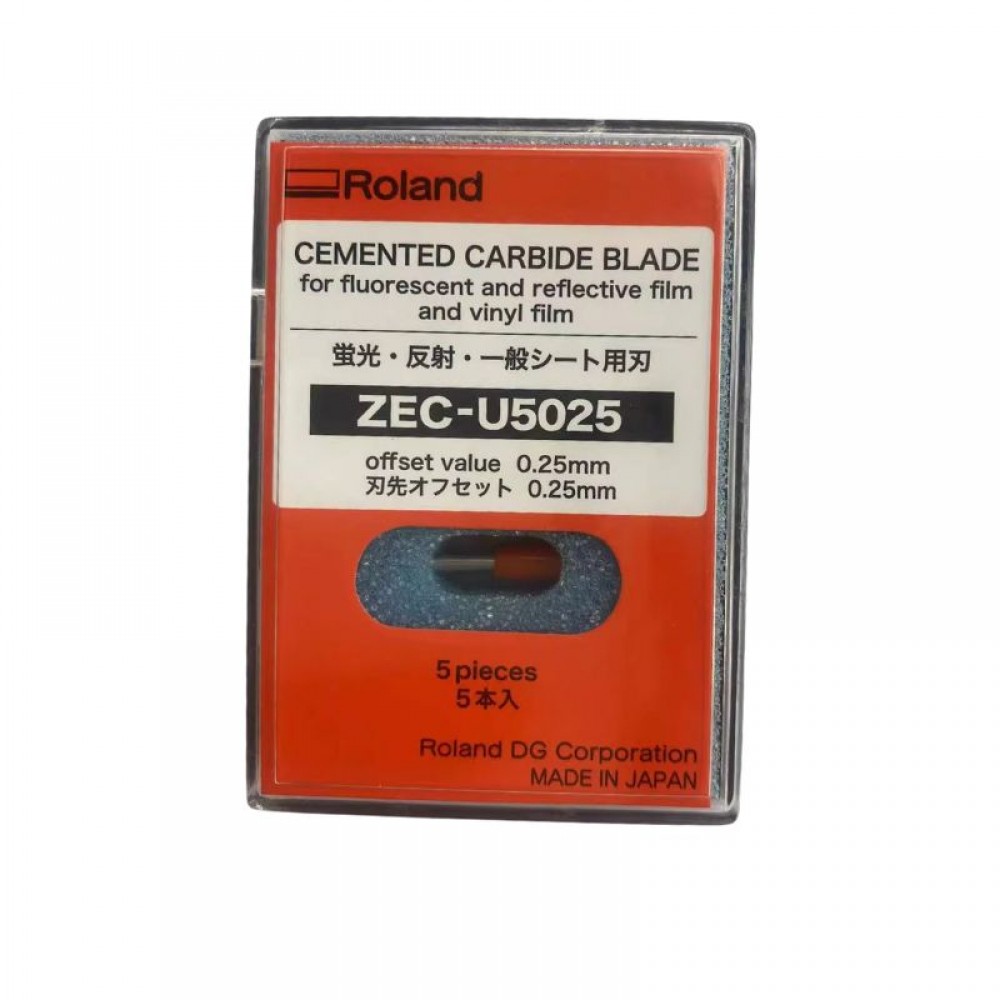 Roland
CEMENTED CARBIDE BLADE
for fluorescent and reflective film
and vinyl film
蛍光・反射・一般シート用刃
ZEC-U5025
offset value 0.25mm
刃先オフセット 0.25mm
5 pieces
5本入
Roland DG Corporation
MADE IN JAPAN